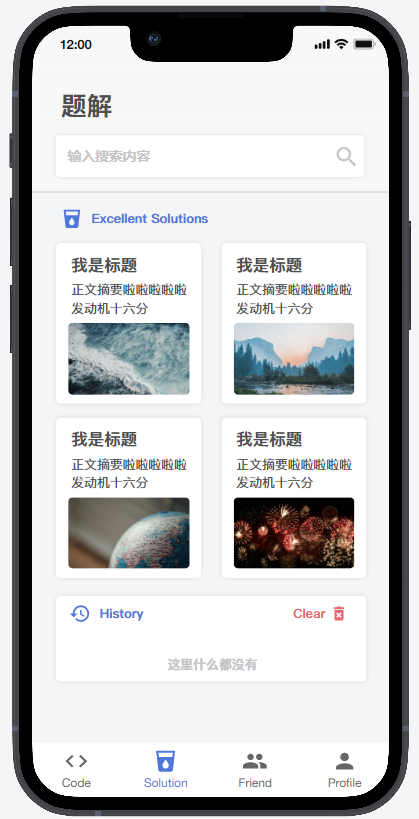 12:00
题解
输入搜索内容
Excellent Solutions
我是标题
正文摘要啦啦啦啦啦
发动机十六分
我是标题
正文摘要啦啦啦啦啦
发动机十六分
我是标题
正文摘要啦啦啦啦啦
发动机十六分
我是标题
正文摘要啦啦啦啦啦
发动机十六分
History
Clear
这里什么都没有
Code
Solution
Friend
Profile